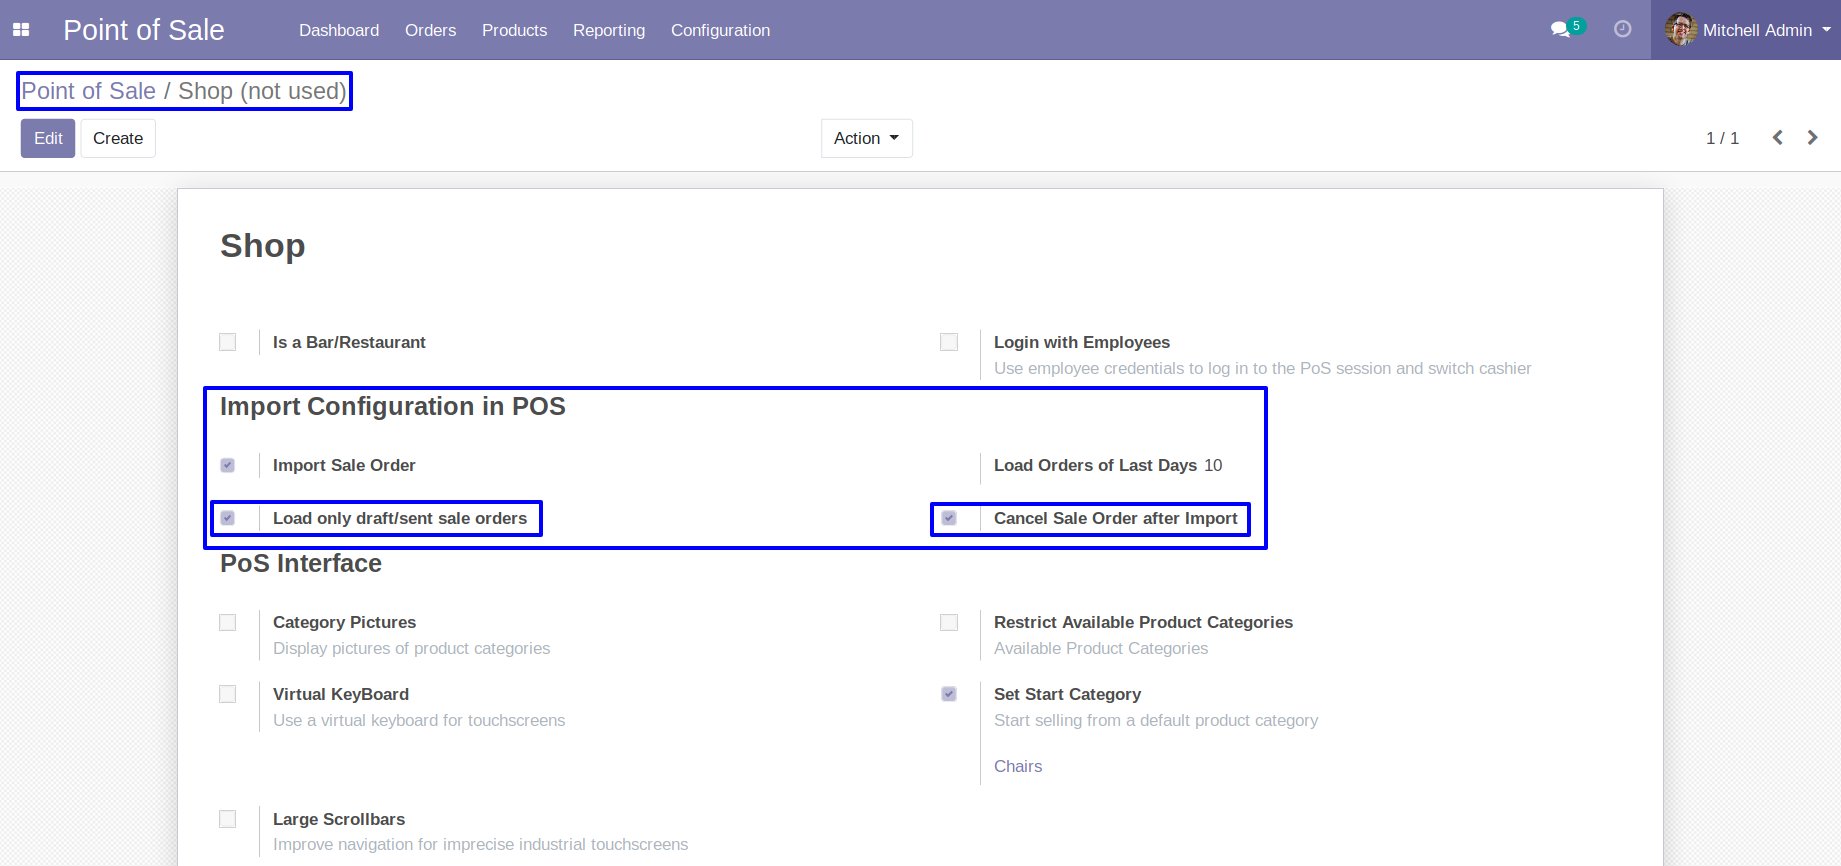 Point of Sale Dashboard Orders Products Reporting Configuration 5 Mitchell Admin
Point of Sale / Shop (not used)
Edit Create Action 1 / 1
Shop
Is a Bar/Restaurant
Login with Employees
Use employee credentials to log in to the PoS session and switch cashier
Import Configuration in POS
Import Sale Order
Load Orders of Last Days 10
Load only draft/sent sale orders
Cancel Sale Order after Import
PoS Interface
Category Pictures
Display pictures of product categories
Restrict Available Product Categories
Available Product Categories
Virtual KeyBoard
Use a virtual keyboard for touchscreens
Set Start Category
Start selling from a default product category
Chairs
Large Scrollbars
Improve navigation for imprecise industrial touchscreens